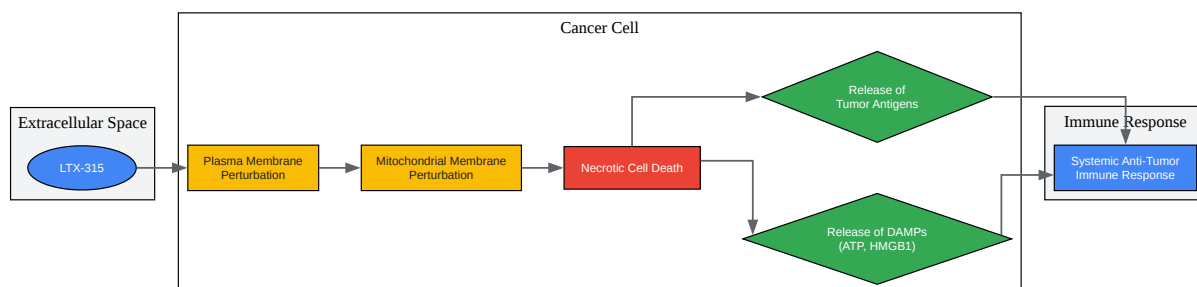 Cancer Cell
Extracellular Space
LTX-315
Plasma Membrane
Perturbation
Mitochondrial Membrane
Perturbation
Necrotic Cell Death
Release of
Tumor Antigens
Release of DAMPs
(ATP, HMGB1)
Immune Response
Systemic Anti-Tumor
Immune Response